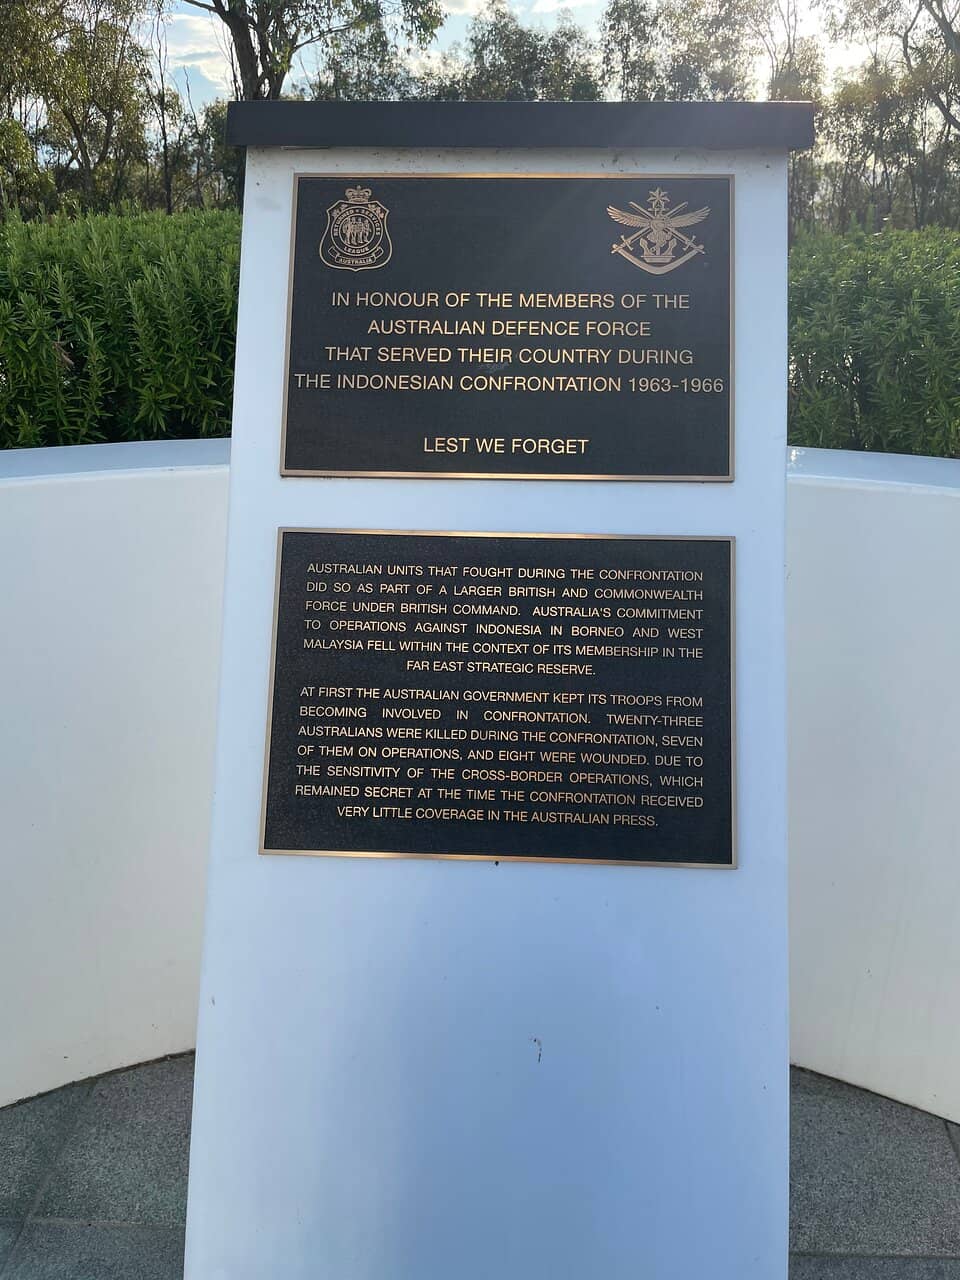 RETURNED • SERVICES
LEAGUE
AUSTRALIA
IN HONOUR OF THE MEMBERS OF THE
AUSTRALIAN DEFENCE FORCE
THAT SERVED THEIR COUNTRY DURING
THE INDONESIAN CONFRONTATION 1963-1966
LEST WE FORGET
AUSTRALIAN UNITS THAT FOUGHT DURING THE CONFRONTATION
DID SO AS PART OF A LARGER BRITISH AND COMMONWEALTH
FORCE UNDER BRITISH COMMAND. AUSTRALIA'S COMMITMENT
TO OPERATIONS AGAINST INDONESIA IN BORNEO AND WEST
MALAYSIA FELL WITHIN THE CONTEXT OF ITS MEMBERSHIP IN THE
FAR EAST STRATEGIC RESERVE.
AT FIRST THE AUSTRALIAN GOVERNMENT KEPT ITS TROOPS FROM
BECOMING INVOLVED IN CONFRONTATION. TWENTY-THREE
AUSTRALIANS WERE KILLED DURING THE CONFRONTATION, SEVEN
OF THEM ON OPERATIONS, AND EIGHT WERE WOUNDED. DUE TO
THE SENSITIVITY OF THE CROSS-BORDER OPERATIONS, WHICH
REMAINED SECRET AT THE TIME THE CONFRONTATION RECEIVED
VERY LITTLE COVERAGE IN THE AUSTRALIAN PRESS.